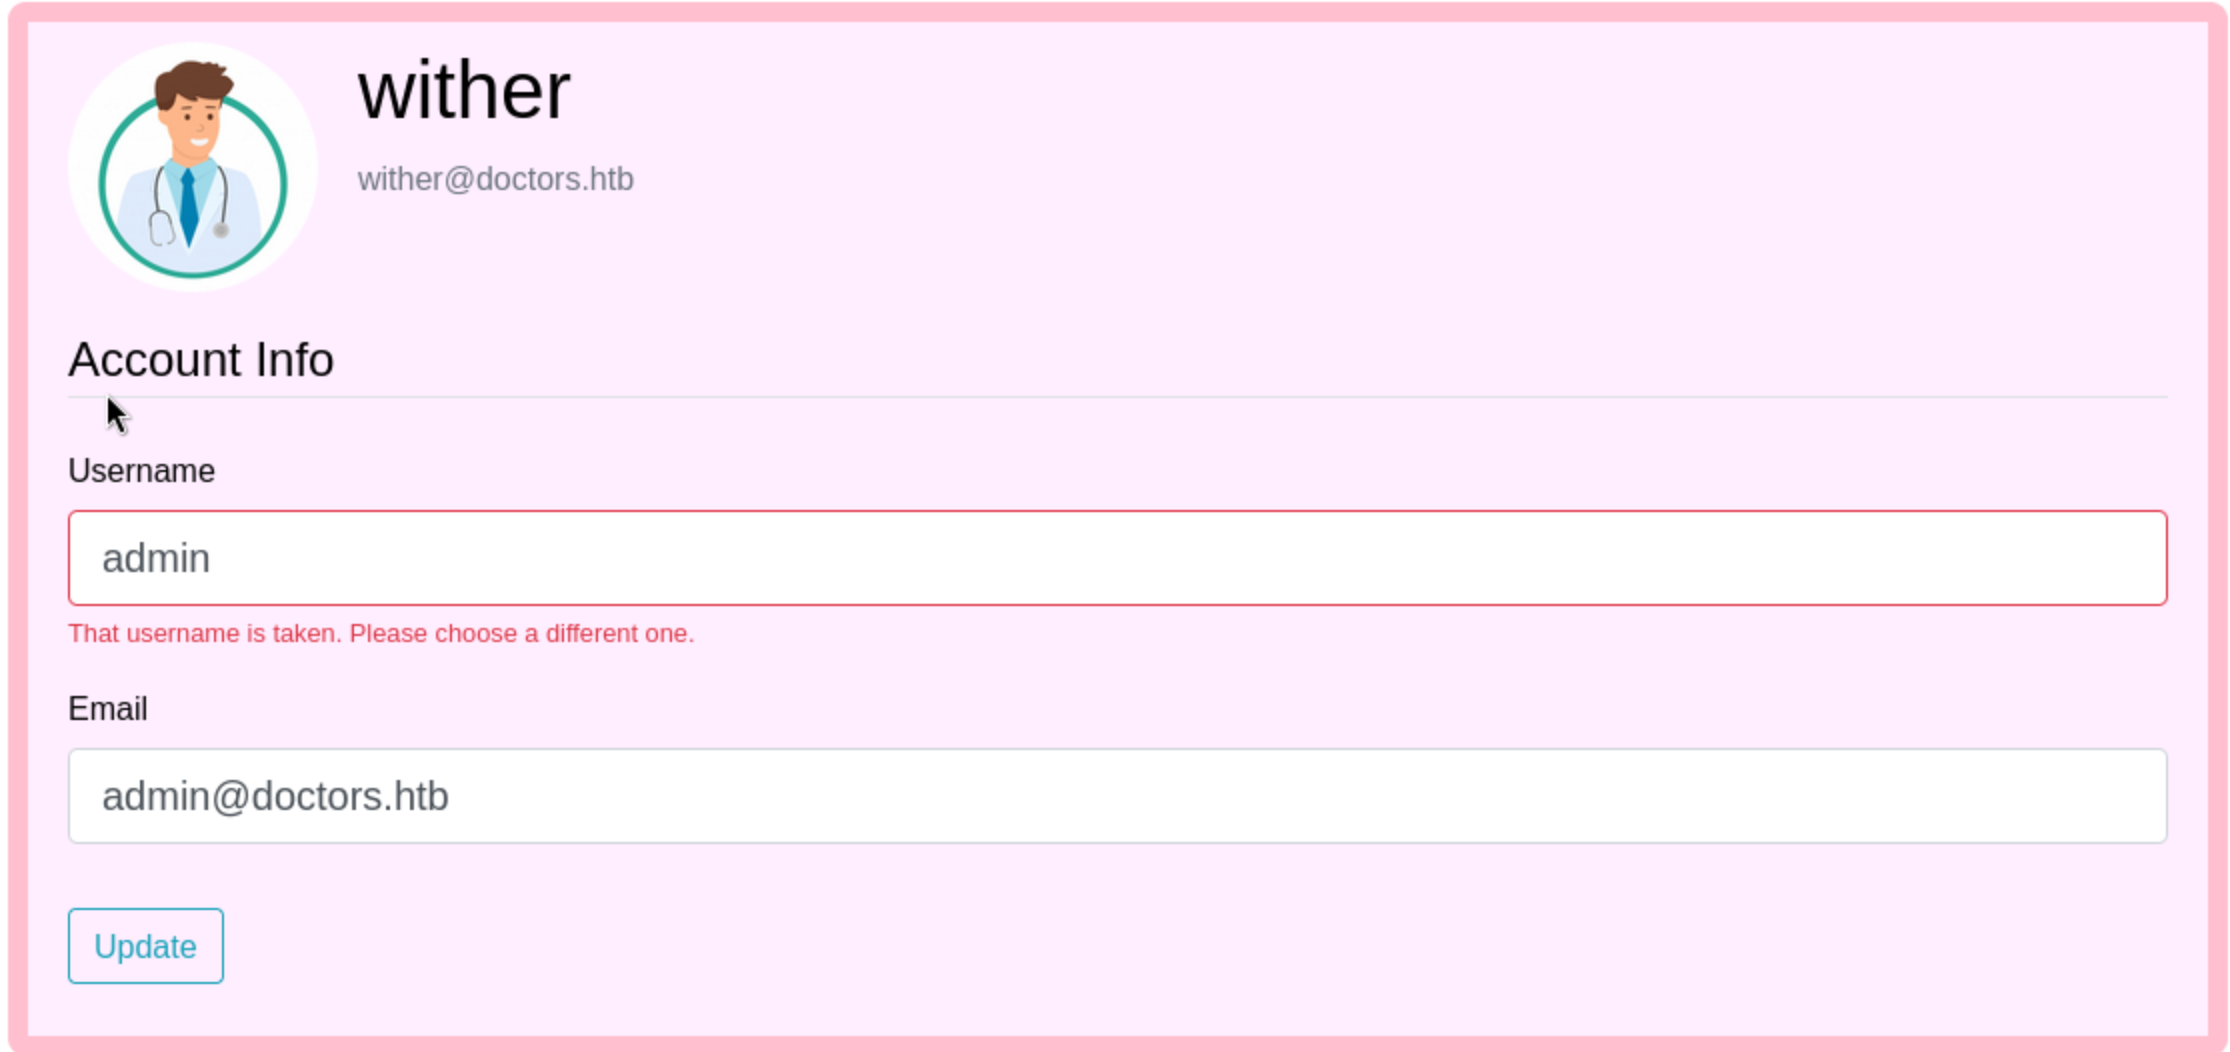 wither
wither@doctors.htb
Account Info
Username
admin
That username is taken. Please choose a different one.
Email
admin@doctors.htb
Update